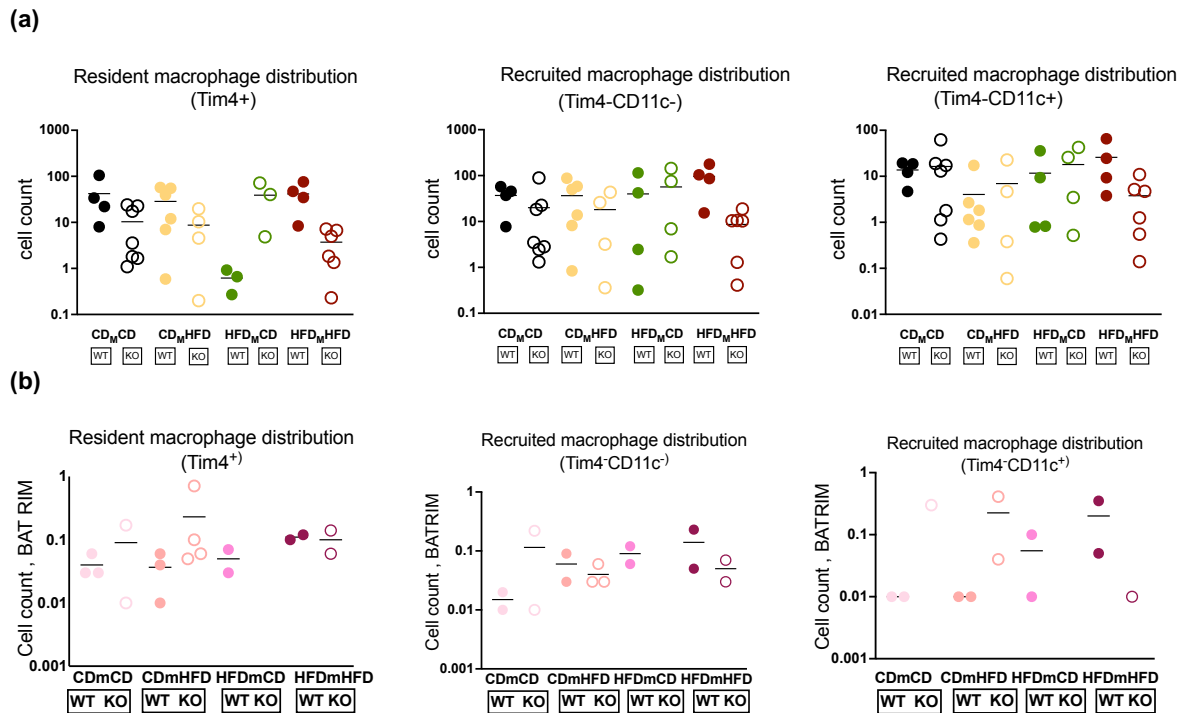 (a)
Resident macrophage distribution
(Tim4+)
cell count
1000
100
10
1
0.1
CDMCD CDMHFD HFDMCD HFDMHFD
WT KO WT KO WT KO WT KO
Recruited macrophage distribution
(Tim4-CD11c-)
cell count
1000
100
10
1
0.1
CDMCD CDMHFD HFDMCD HFDMHFD
WT KO WT KO WT KO WT KO
Recruited macrophage distribution
(Tim4-CD11c+)
cell count
100
10
1
0.1
0.01
CDMCD CDMHFD HFDMCD HFDMHFD
WT KO WT KO WT KO WT KO
(b)
Resident macrophage distribution
(Tim4+)
Cell count , BAT RIM
1
0.1
0.01
0.001
CDmCD CDmHFD HFDmCD HFDmHFD
WT KO WT KO WT KO WT KO
Recruited macrophage distribution
(Tim4-CD11c-)
Cell count , BATRIM
1
0.1
0.01
0.001
CDmCD CDmHFD HFDmCD HFDmHFD
WT KO WT KO WT KO WT KO
Recruited macrophage distribution
(Tim4-CD11c+)
Cell count , BATRIM
1
0.1
0.01
0.001
CDmCD CDmHFD HFDmCD HFDmHFD
WT KO WT KO WT KO WT KO